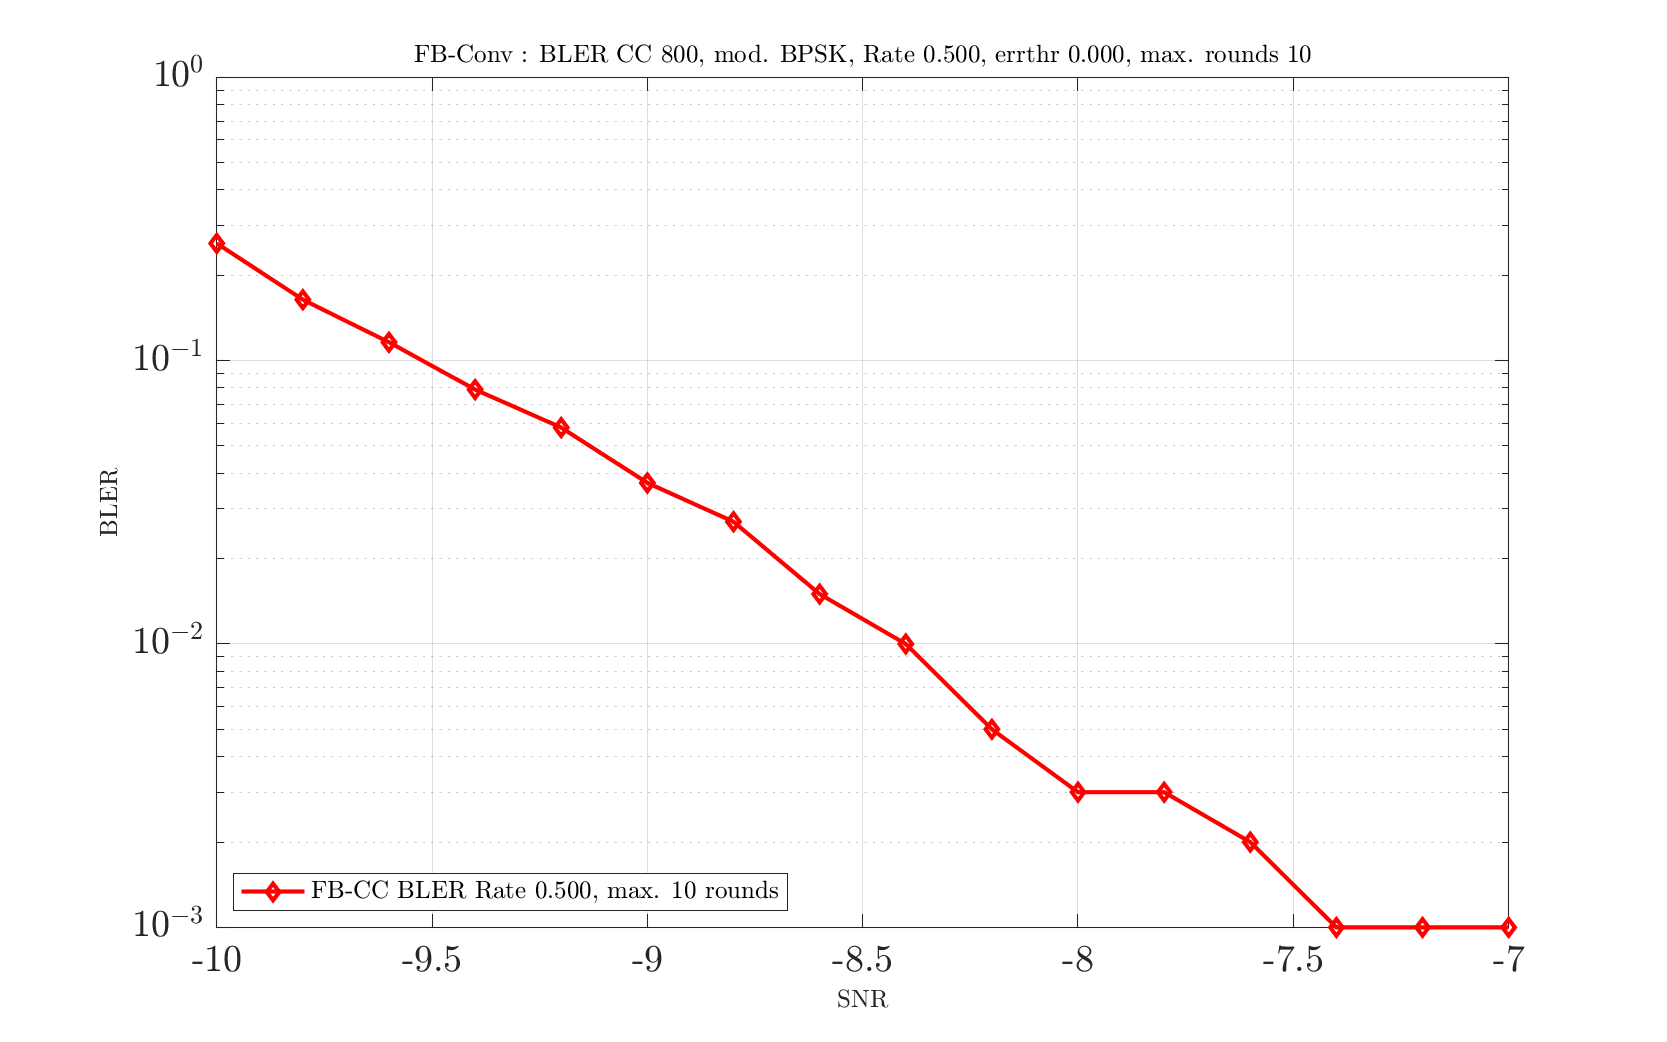 FB-Conv : BLER CC 800, mod. BPSK, Rate 0.500, errthr 0.000, max. rounds 10
10^0
10^-1
10^-2
10^-3
BLER
FB-CC BLER Rate 0.500, max. 10 rounds
-10 -9.5 -9 -8.5 -8 -7.5 -7
SNR